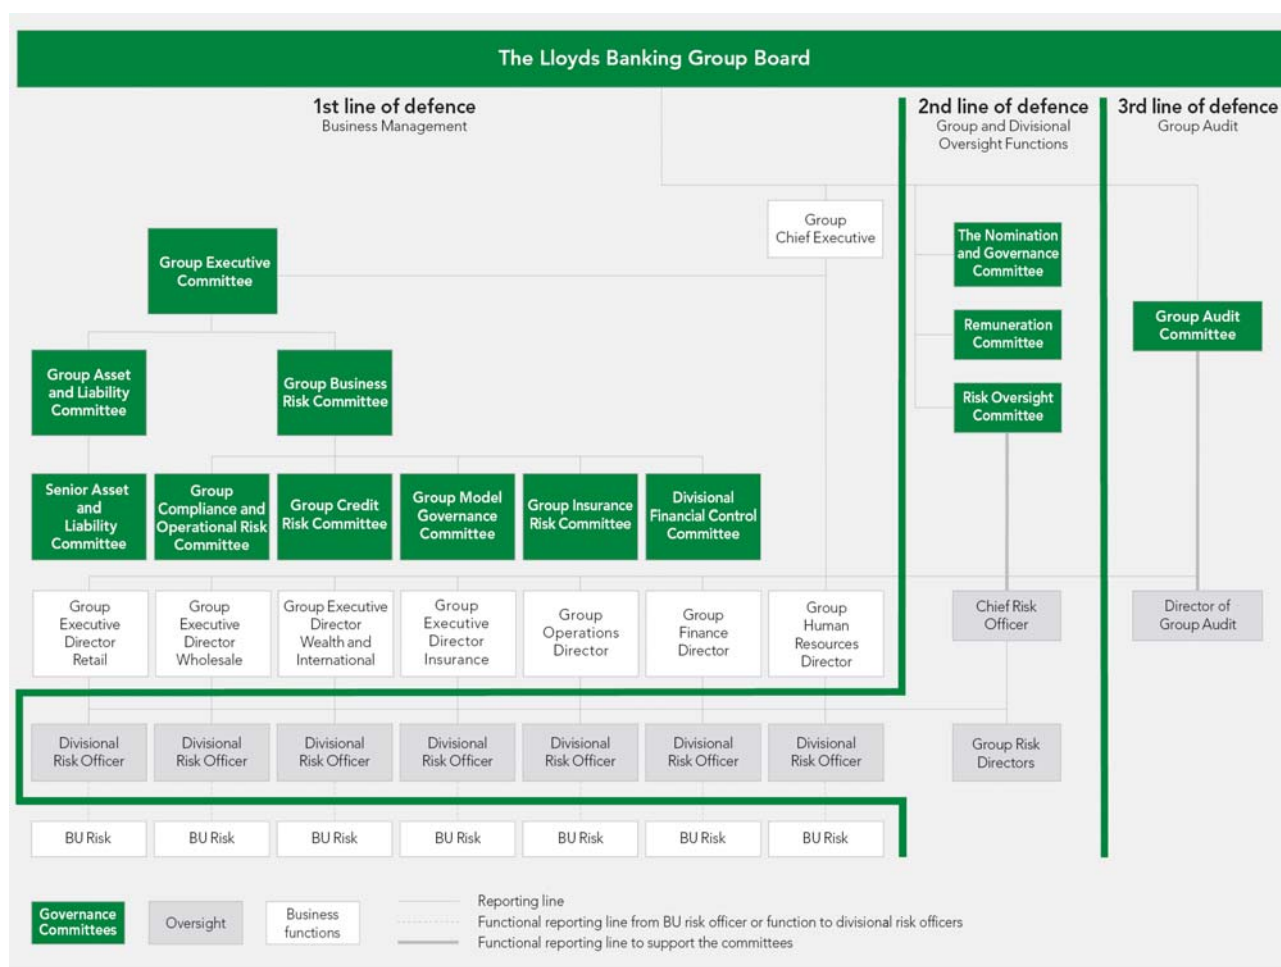 The Lloyds Banking Group Board
1st line of defence
Business Management
2nd line of defence
Group and Divisional
Oversight Functions
3rd line of defence
Group Audit
Group
Chief Executive
Group Executive
Committee
The Nomination
and Governance
Committee
Remuneration
Committee
Risk Oversight
Committee
Group Audit
Committee
Group Asset
and Liability
Committee
Group Business
Risk Committee
Senior Asset
and
Liability
Committee
Group
Compliance and
Operational Risk
Committee
Group Credit
Risk Committee
Group Model
Governance
Committee
Group Insurance
Risk Committee
Divisional
Financial Control
Committee
Group
Executive
Director
Retail
Group
Executive
Director
Wholesale
Group Executive
Director
Wealth and
International
Group
Executive
Director
Insurance
Group
Operations
Director
Group
Finance
Director
Group
Human
Resources
Director
Chief Risk
Officer
Director of
Group Audit
Divisional
Risk Officer
Divisional
Risk Officer
Divisional
Risk Officer
Divisional
Risk Officer
Divisional
Risk Officer
Divisional
Risk Officer
Divisional
Risk Officer
Group Risk
Directors
BU Risk
BU Risk
BU Risk
BU Risk
BU Risk
BU Risk
BU Risk
Governance
Committees
Oversight
Business
functions
Reporting line
Functional reporting line from BU risk officer or function to divisional risk officers
Functional reporting line to support the committees